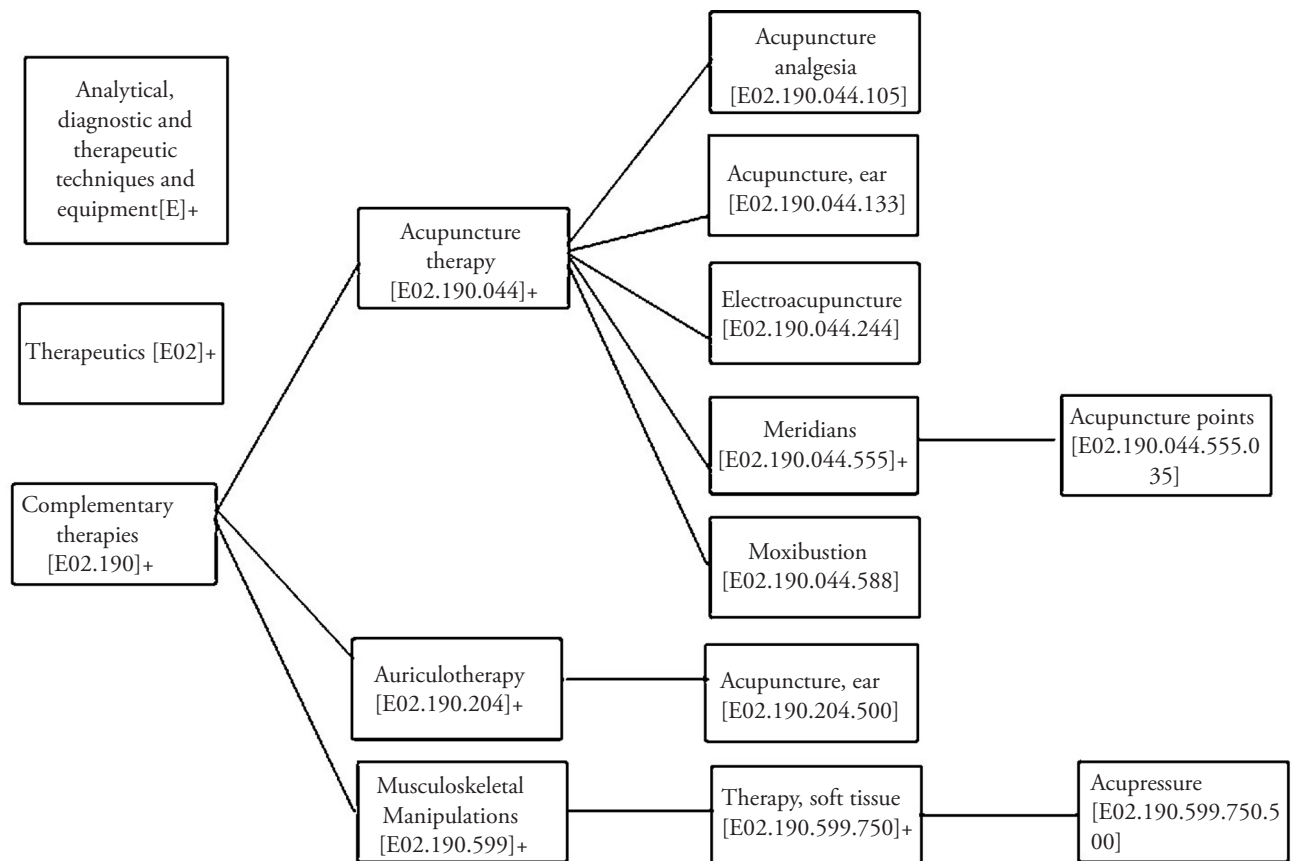 Analytical,
diagnostic and
therapeutic
techniques and
equipment[E]+
Therapeutics [E02]+
Complementary
therapies
[E02.190]+
Acupuncture
therapy
[E02.190.044]+
Auriculotherapy
[E02.190.204]+
Musculoskeletal
Manipulations
[E02.190.599]+
Acupuncture
analgesia
[E02.190.044.105]
Acupuncture, ear
[E02.190.044.133]
Electroacupuncture
[E02.190.044.244]
Meridians
[E02.190.044.555]+
Moxibustion
[E02.190.044.588]
Acupuncture, ear
[E02.190.204.500]
Therapy, soft tissue
[E02.190.599.750]+
Acupuncture points
[E02.190.044.555.0
35]
Acupressure
[E02.190.599.750.5
00]